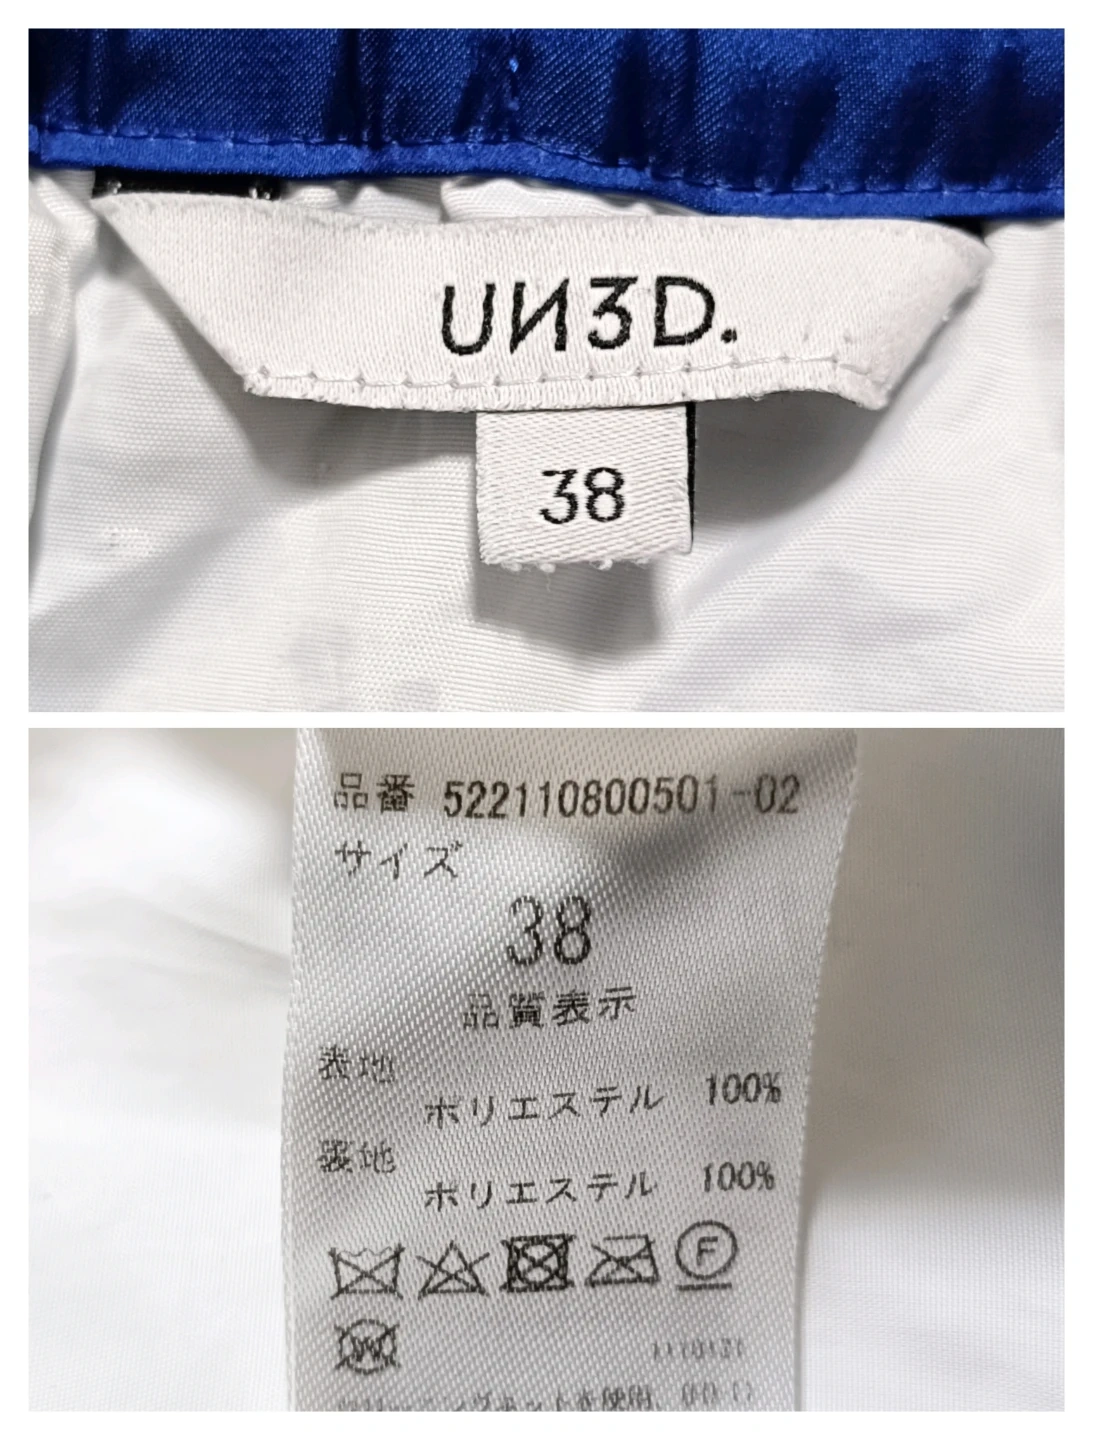 UN3D.
38
品番 522110800501-02
サイズ
38
品質表示
表地
ポリエステル 100%
裏地
ポリエステル 100%
F
W